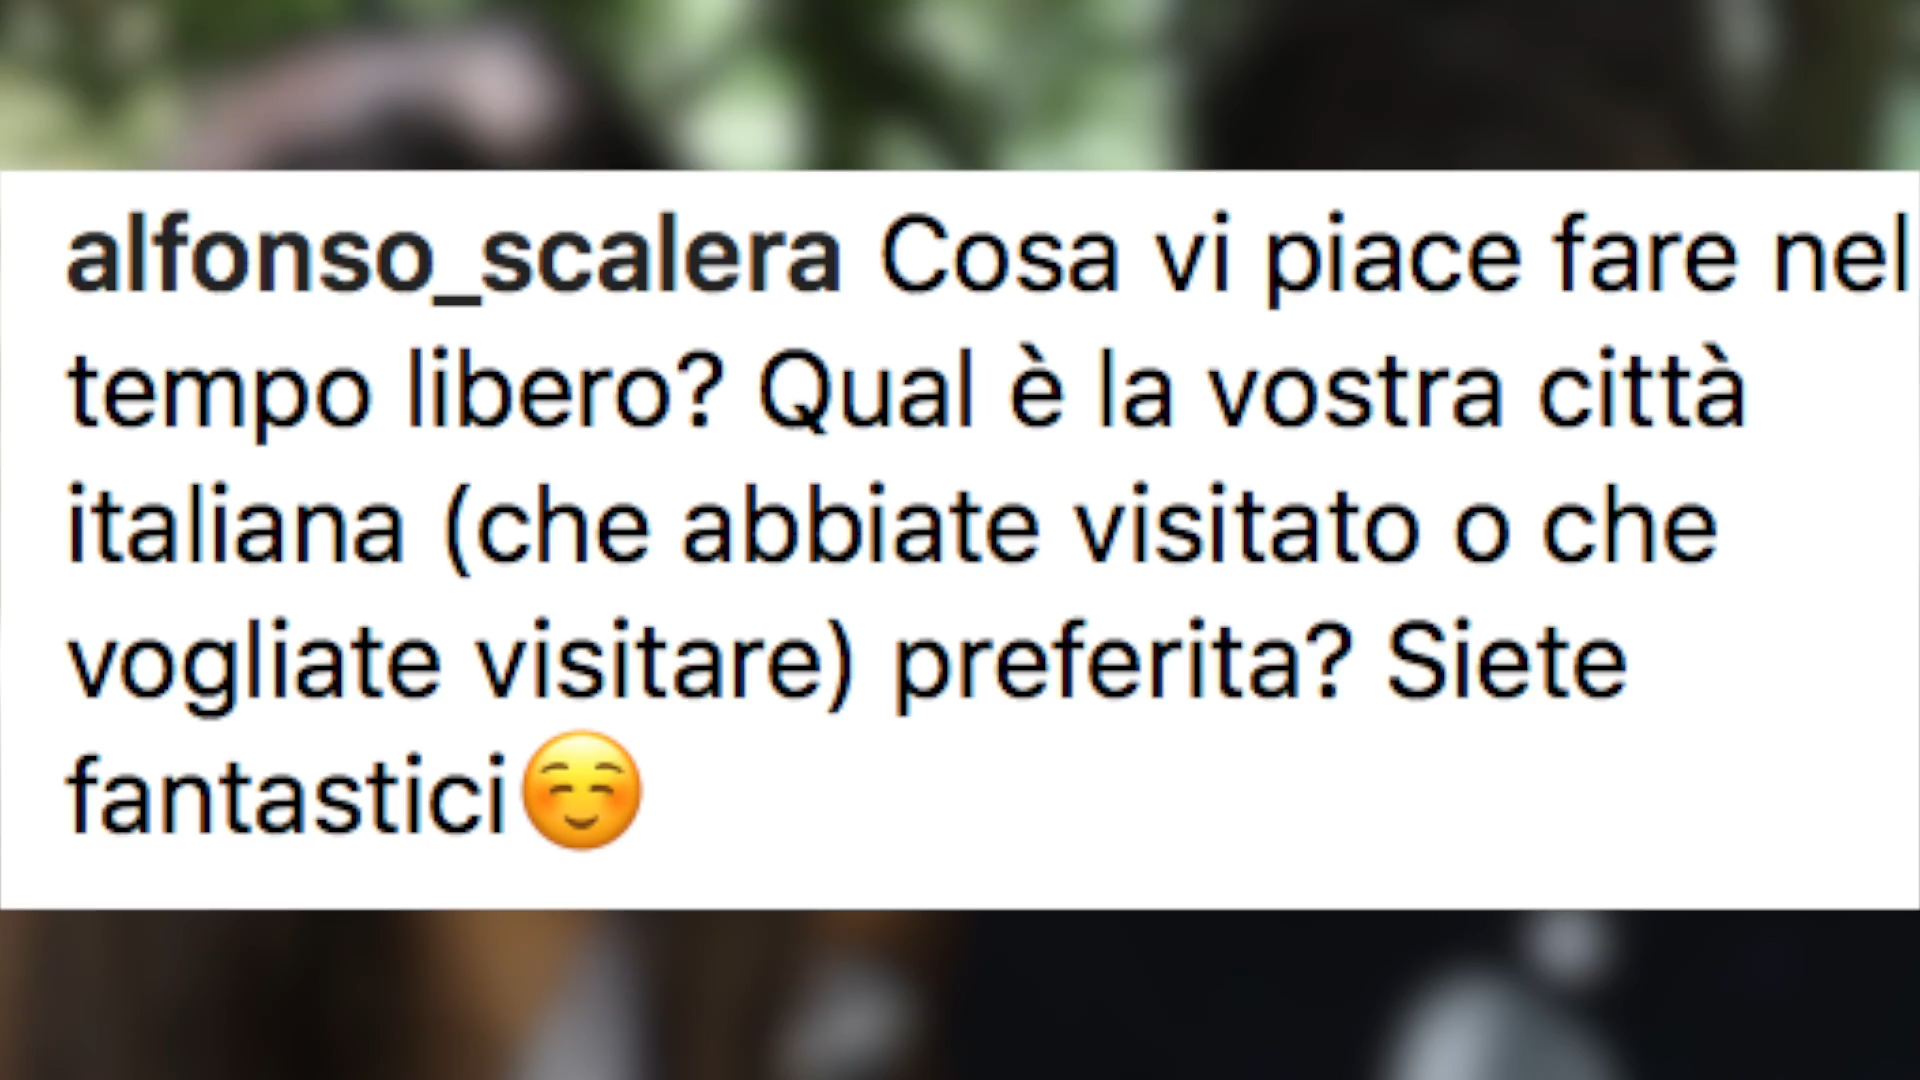 alfonso_scalera Cosa vi piace fare nel
tempo libero? Qual è la vostra città
italiana (che abbiate visitato o che
vogliate visitare) preferita? Siete
fantastici☺️